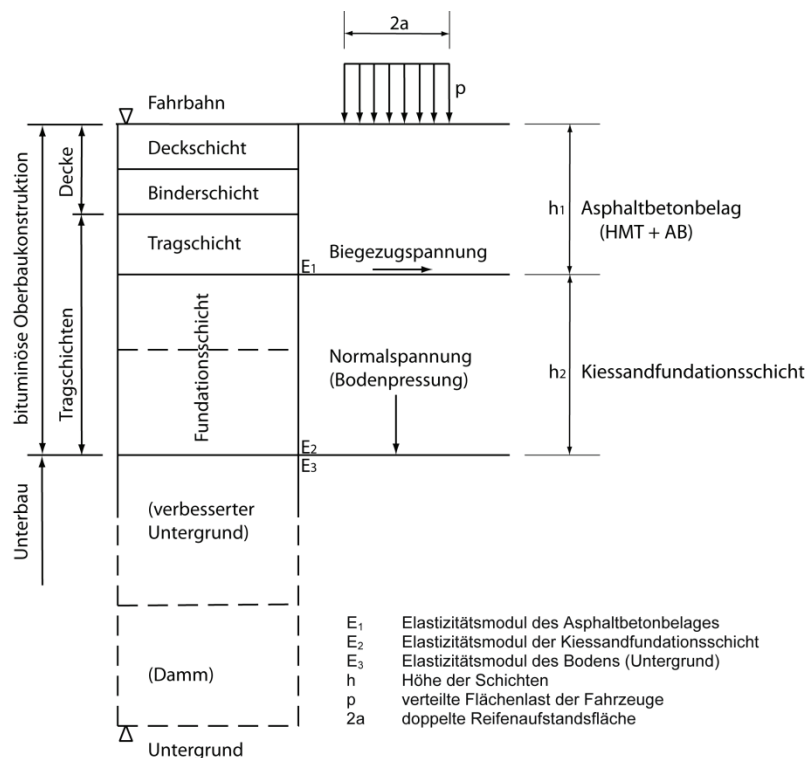 2a
p
Fahrbahn
Deckschicht
Binderschicht
Tragschicht
Fundationsschicht
bituminöse Oberbaukonstruktion
Decke
Tragschichten
Unterbau
E₁
Biegezugspannung
Normalspannung
(Bodenpressung)
E₂
E₃
h₁
Asphaltbetonbelag
(HMT + AB)
h₂
Kiessandfundationsschicht
(verbesserter
Untergrund)
(Damm)
Untergrund
E₁ Elastizitätsmodul des Asphaltbetonbelages
E₂ Elastizitätsmodul der Kiessandfundationsschicht
E₃ Elastizitätsmodul des Bodens (Untergrund)
h Höhe der Schichten
p verteilte Flächenlast der Fahrzeuge
2a doppelte Reifenaufstandsfläche